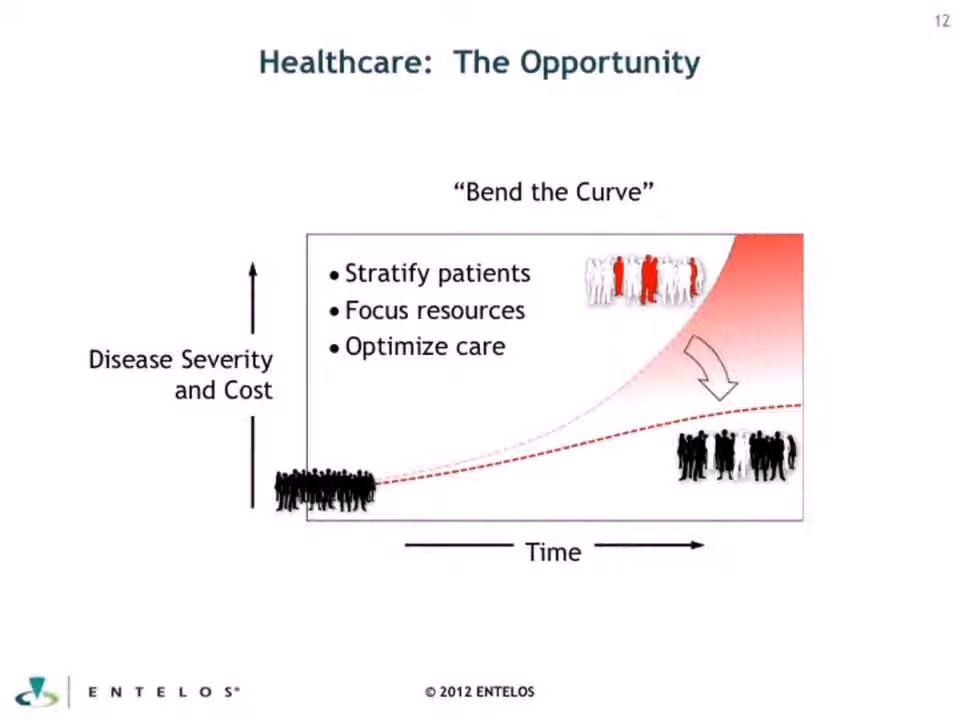 12
Healthcare: The Opportunity
“Bend the Curve”
• Stratify patients
• Focus resources
• Optimize care
Disease Severity
and Cost
Time
ENTELOS®
© 2012 ENTELOS